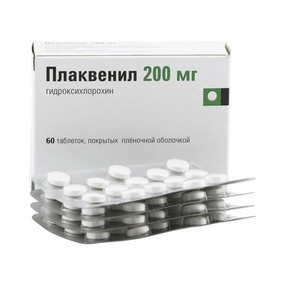 Плаквенил 200 мг
гидроксихлорохин
60 таблеток, покрытых плёночной оболочкой